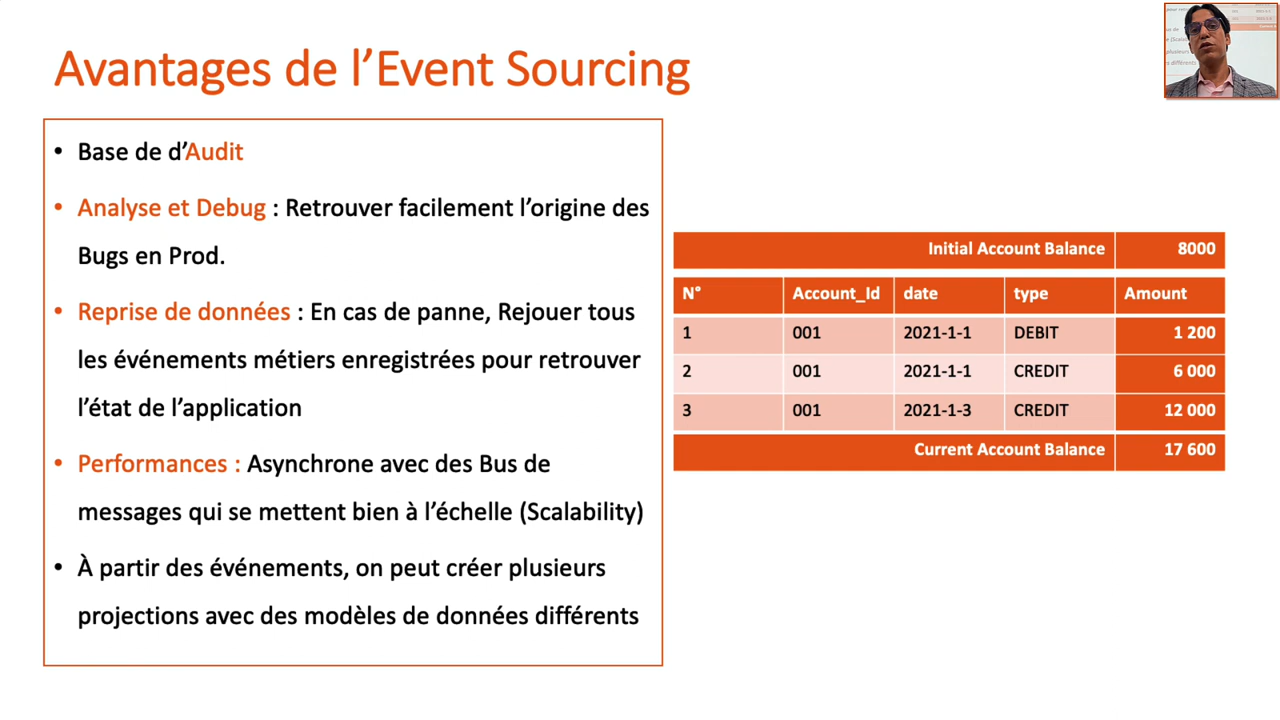 Avantages de l’Event Sourcing
• Base de d’Audit
• Analyse et Debug : Retrouver facilement l’origine des
Bugs en Prod.
• Reprise de données : En cas de panne, Rejouer tous
les événements métiers enregistrées pour retrouver
l’état de l’application
• Performances : Asynchrone avec des Bus de
messages qui se mettent bien à l’échelle (Scalability)
• À partir des événements, on peut créer plusieurs
projections avec des modèles de données différents
Initial Account Balance 8000
N° Account_Id date type Amount
1 001 2021-1-1 DEBIT 1 200
2 001 2021-1-1 CREDIT 6 000
3 001 2021-1-3 CREDIT 12 000
Current Account Balance 17 600